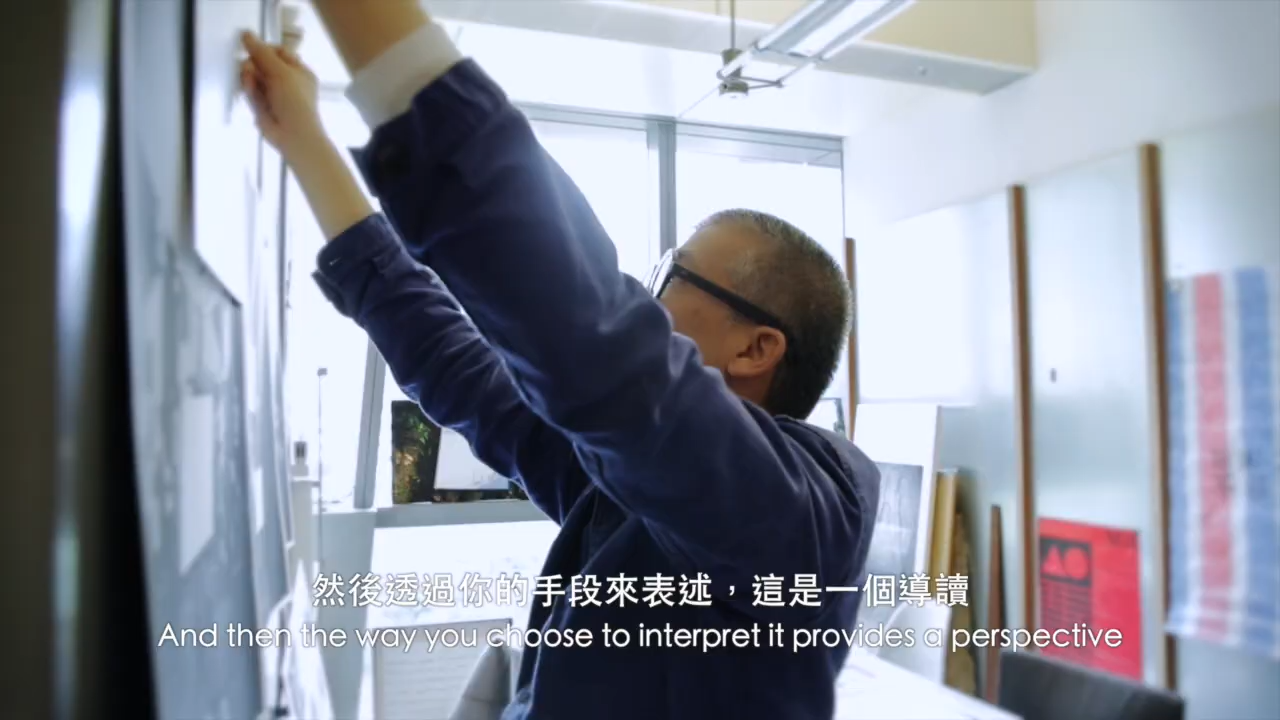 然後透過你的手段來表述，這是一個導讀
And then the way you choose to interpret it provides a perspective